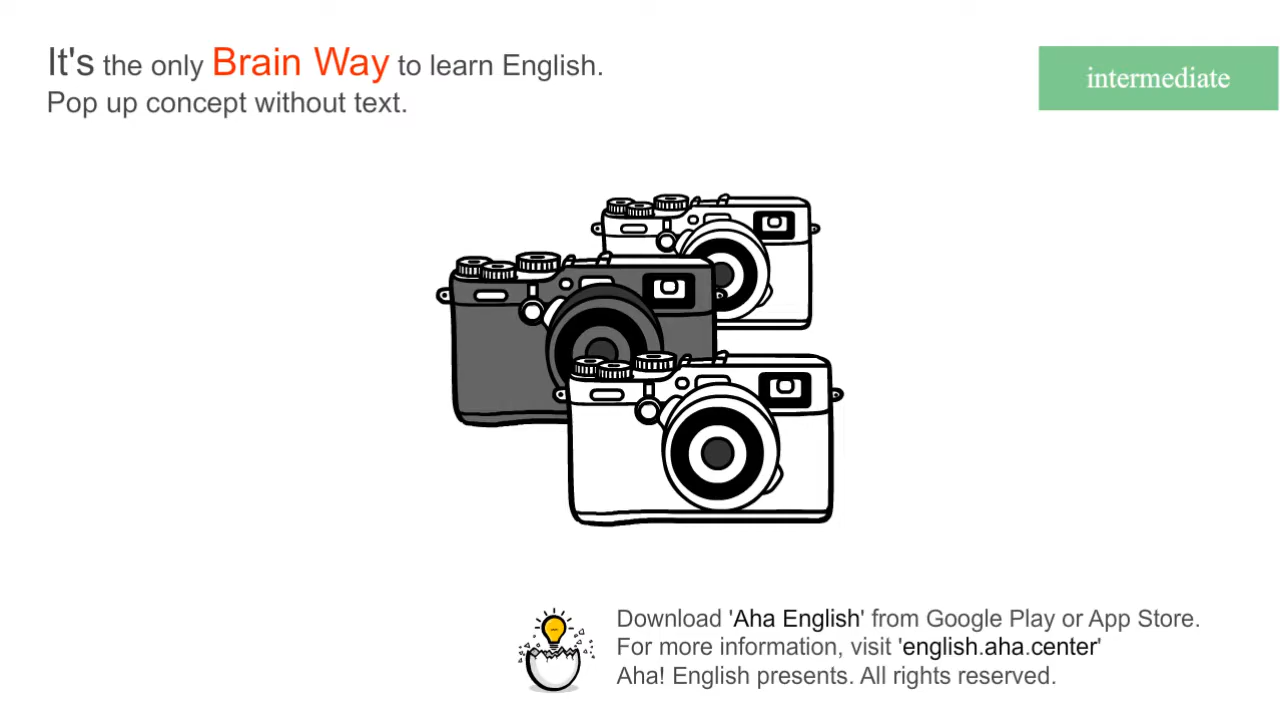 It's the only Brain Way to learn English.
Pop up concept without text.
intermediate
Download 'Aha English' from Google Play or App Store.
For more information, visit 'english.aha.center'
Aha! English presents. All rights reserved.